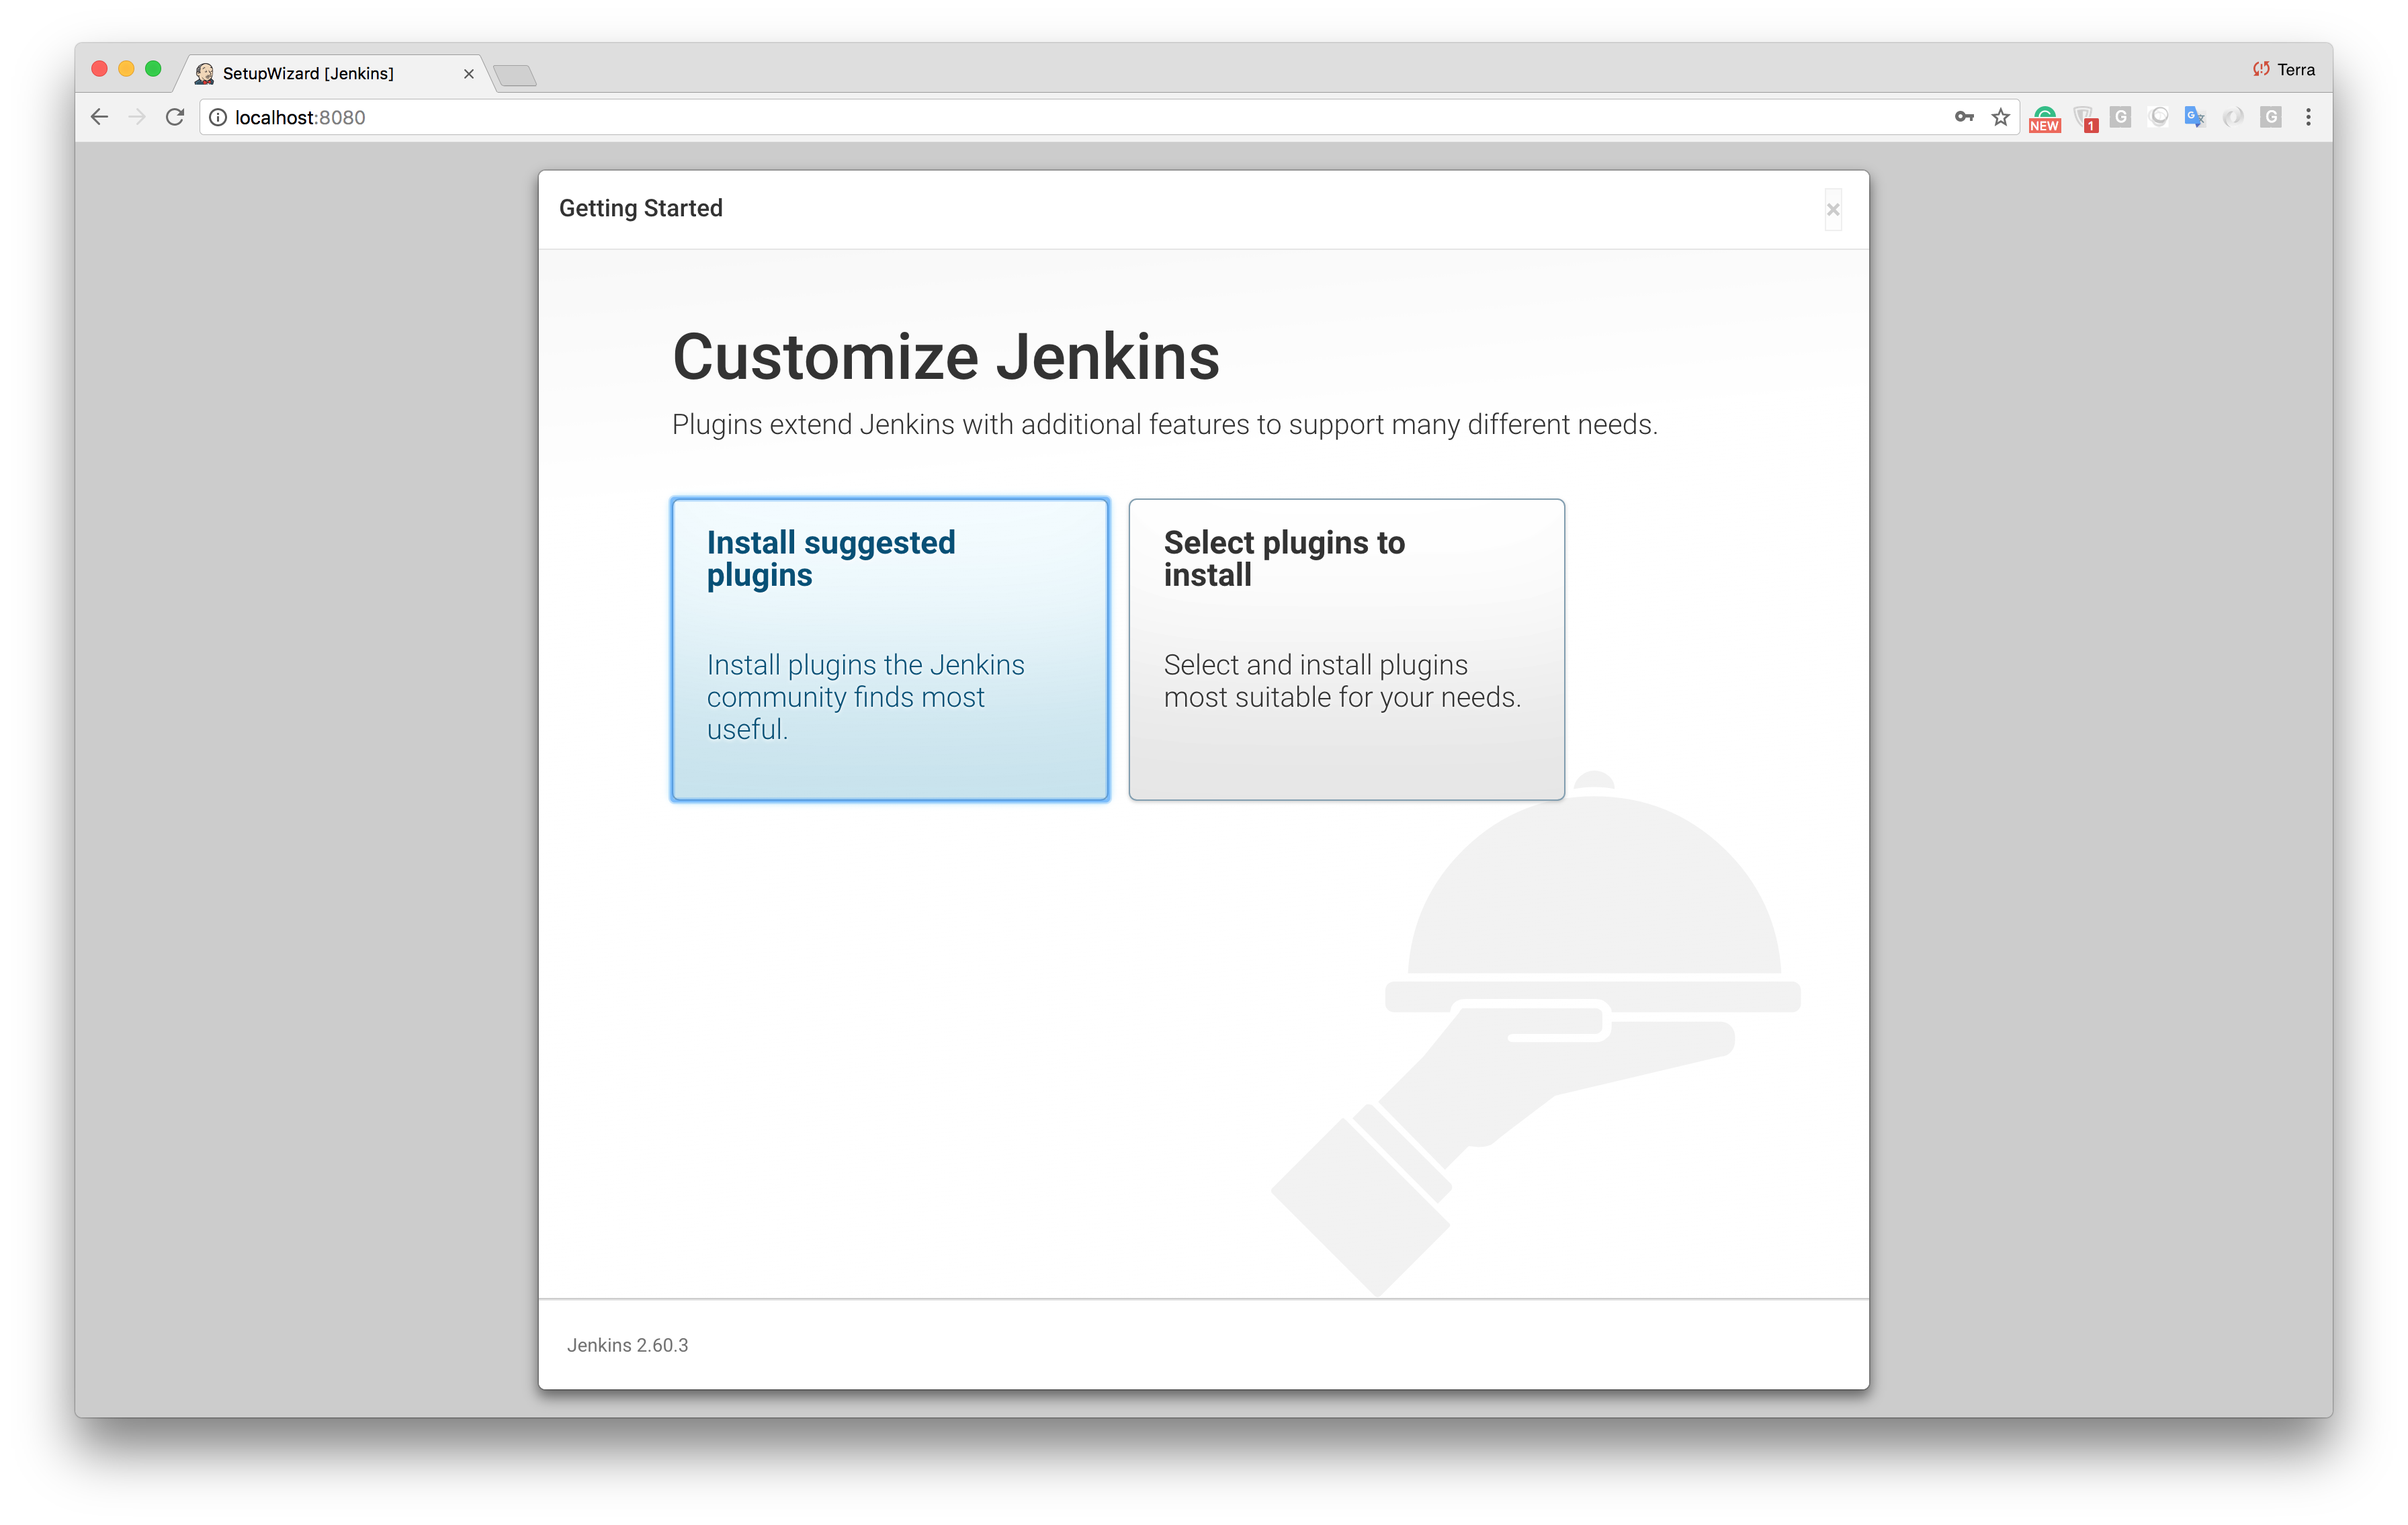 SetupWizard [Jenkins]
Terra
localhost:8080
NEW
1
G
G
G
Getting Started
Customize Jenkins
Plugins extend Jenkins with additional features to support many different needs.
Install suggested
plugins
Install plugins the Jenkins
community finds most
useful.
Select plugins to
install
Select and install plugins
most suitable for your needs.
Jenkins 2.60.3